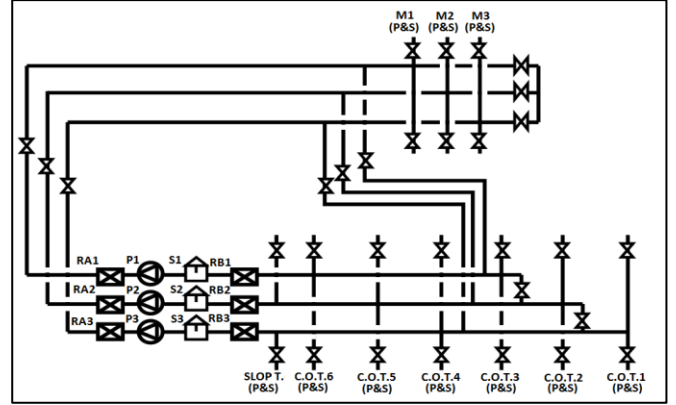 M1 M2 M3
(P&S) (P&S) (P&S)
RA1 P1 S1 RB1
RA2 P2 S2 RB2
RA3 P3 S3 RB3
SLOP T. C.O.T.6 C.O.T.5 C.O.T.4 C.O.T.3 C.O.T.2 C.O.T.1
(P&S) (P&S) (P&S) (P&S) (P&S) (P&S) (P&S)